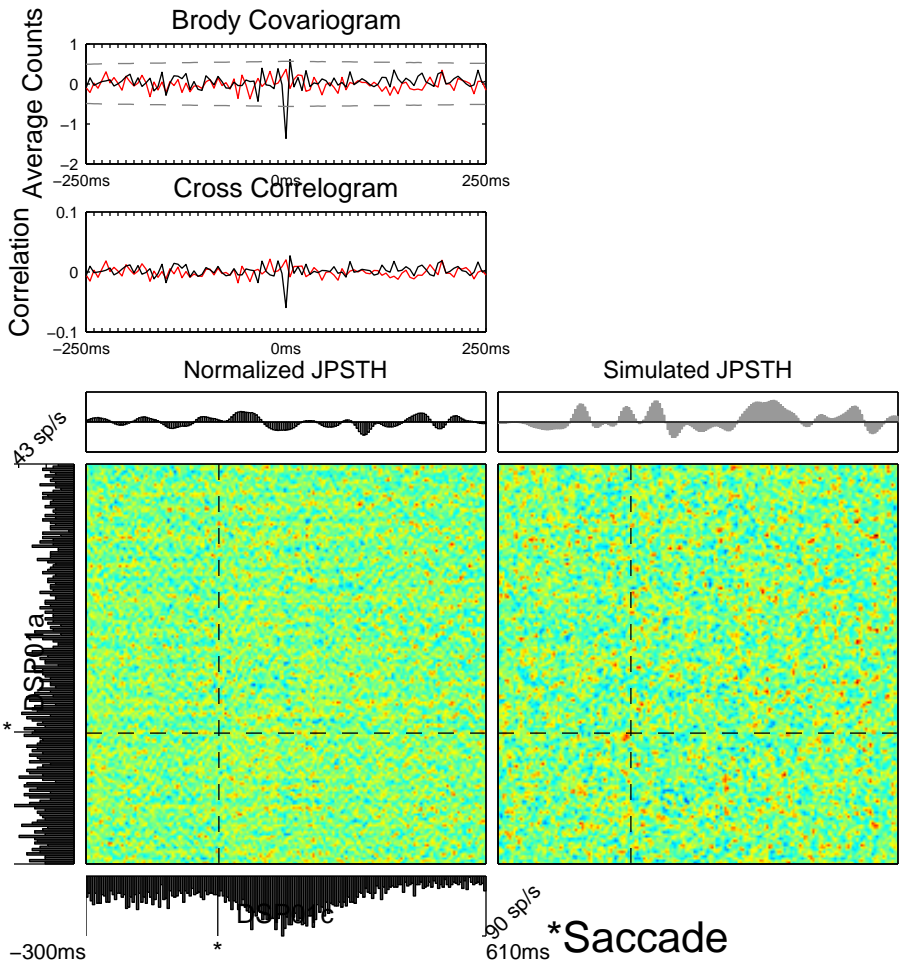 Brody Covariogram
Average Counts
1
0
−1
−2
−250ms
0ms
250ms
Cross Correlogram
Correlation
0.1
0
−0.1
−250ms
0ms
250ms
Normalized JPSTH
Simulated JPSTH
43 sp/s
DSP01a
*
DSP01c
90 sp/s
−300ms
*
610ms
*Saccade